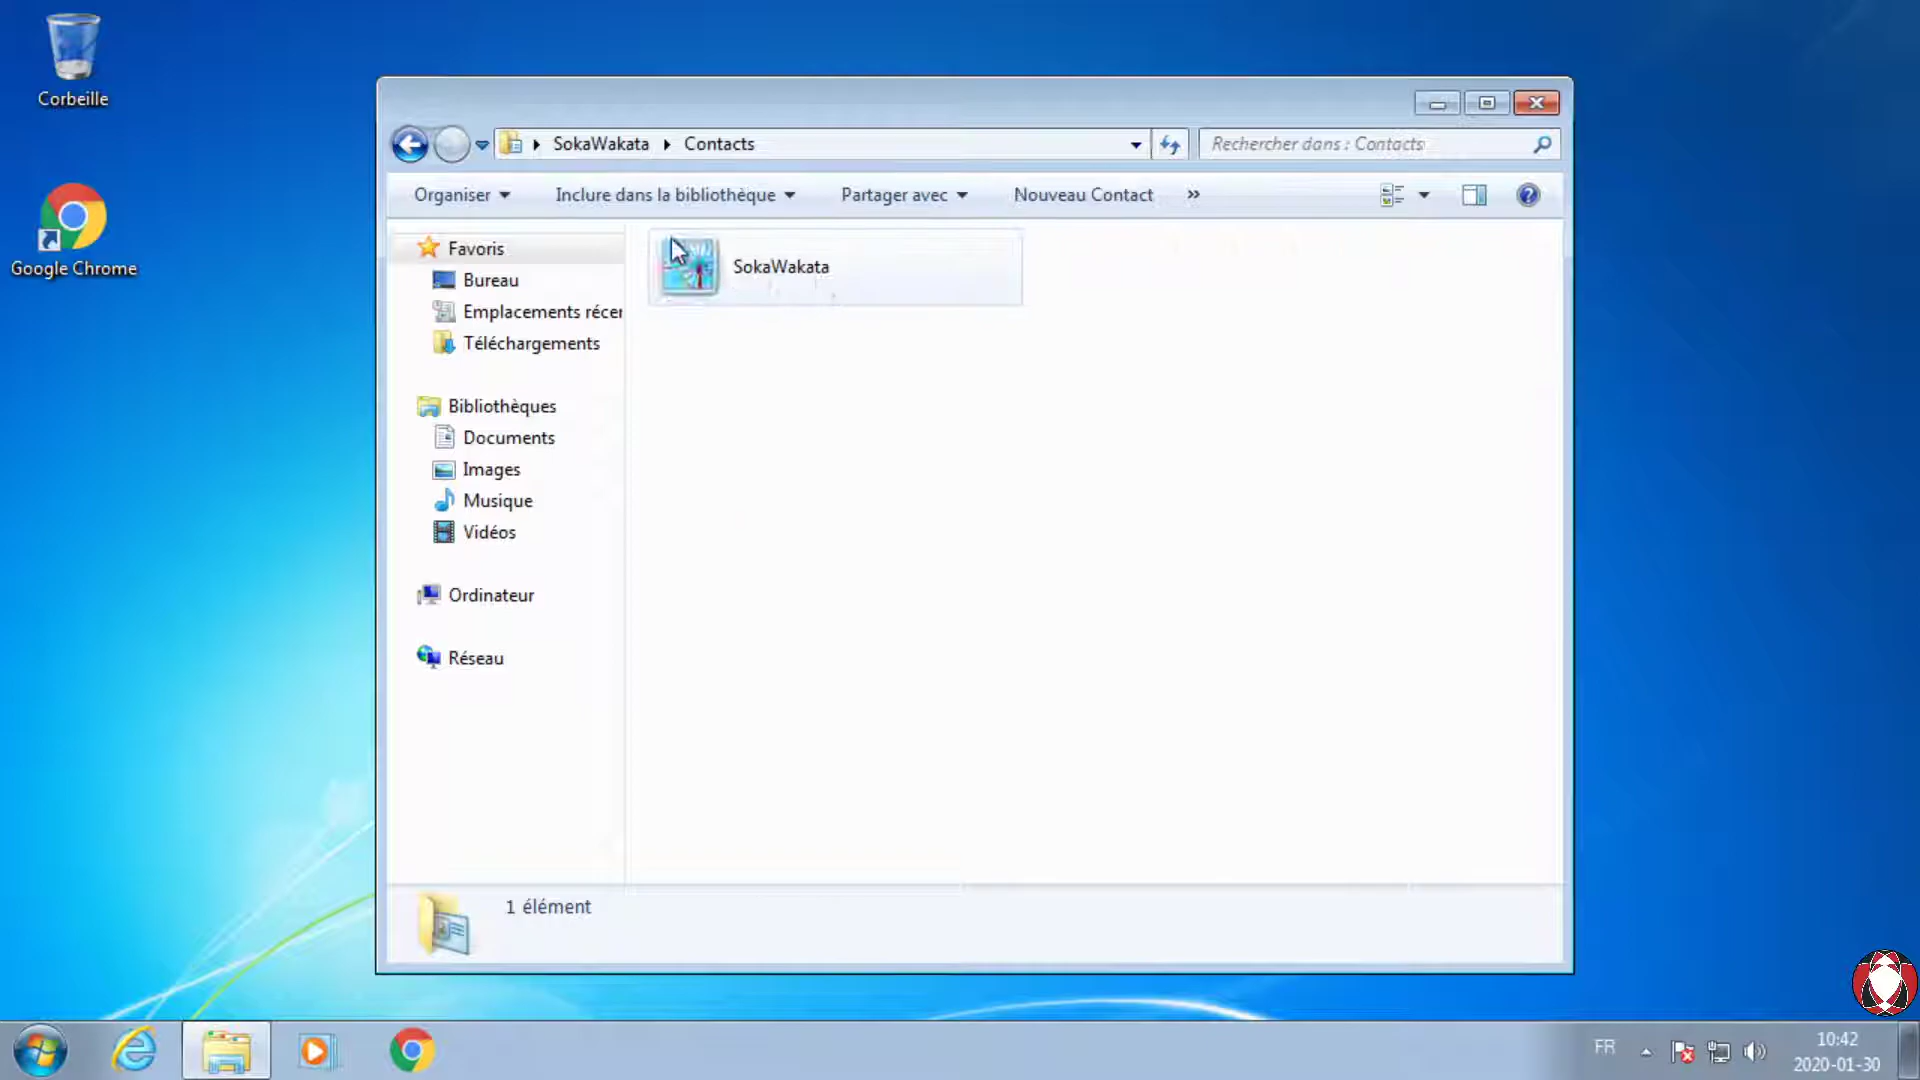 Corbeille
Google Chrome
SokaWakata Contacts
Rechercher dans : Contacts
Organiser Inclure dans la bibliothèque Partager avec Nouveau Contact »
Favoris
Bureau
Emplacements récer
Téléchargements
Bibliothèques
Documents
Images
Musique
Vidéos
Ordinateur
Réseau
SokaWakata
1 élément
FR
10:42
2020-01-30